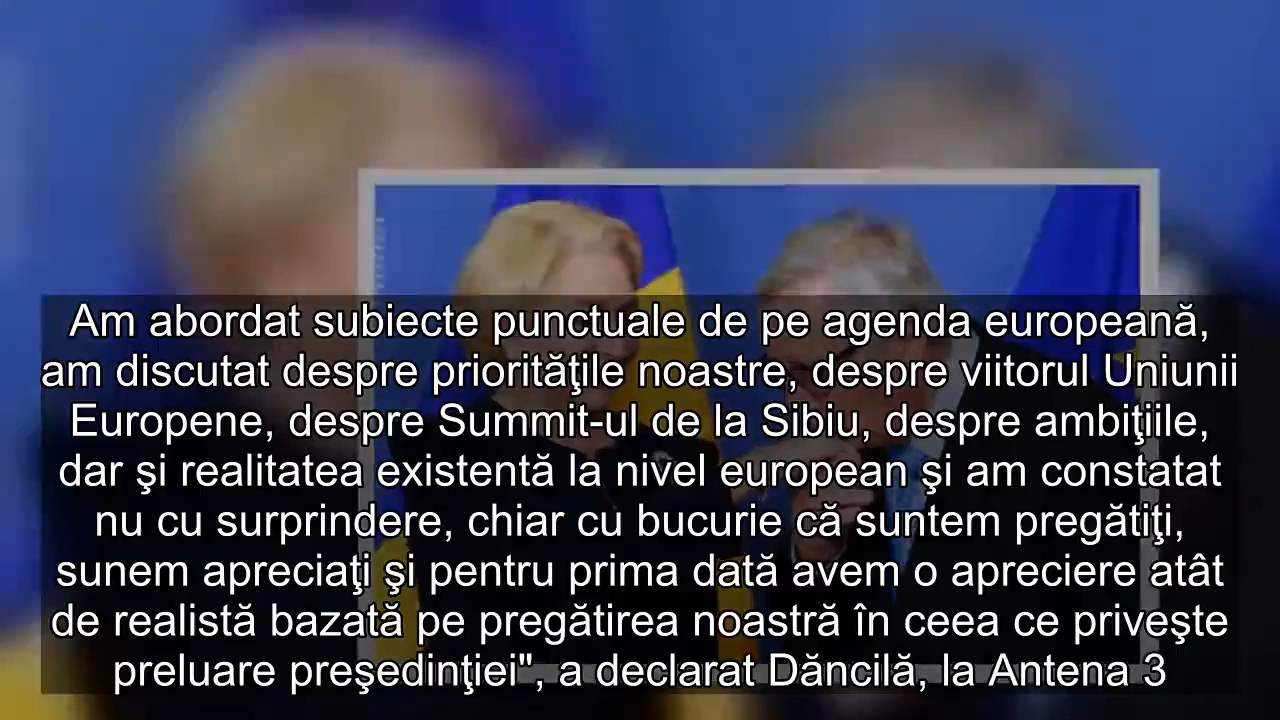 Am abordat subiecte punctuale de pe agenda europeană,
am discutat despre priorităţile noastre, despre viitorul Uniunii
Europene, despre Summit-ul de la Sibiu, despre ambiţiile,
dar şi realitatea existentă la nivel european şi am constatat
nu cu surprindere, chiar cu bucurie că suntem pregătiţi,
sunem apreciaţi şi pentru prima dată avem o apreciere atât
de realistă bazată pe pregătirea noastră în ceea ce priveşte
preluare preşedinţiei", a declarat Dăncilă, la Antena 3